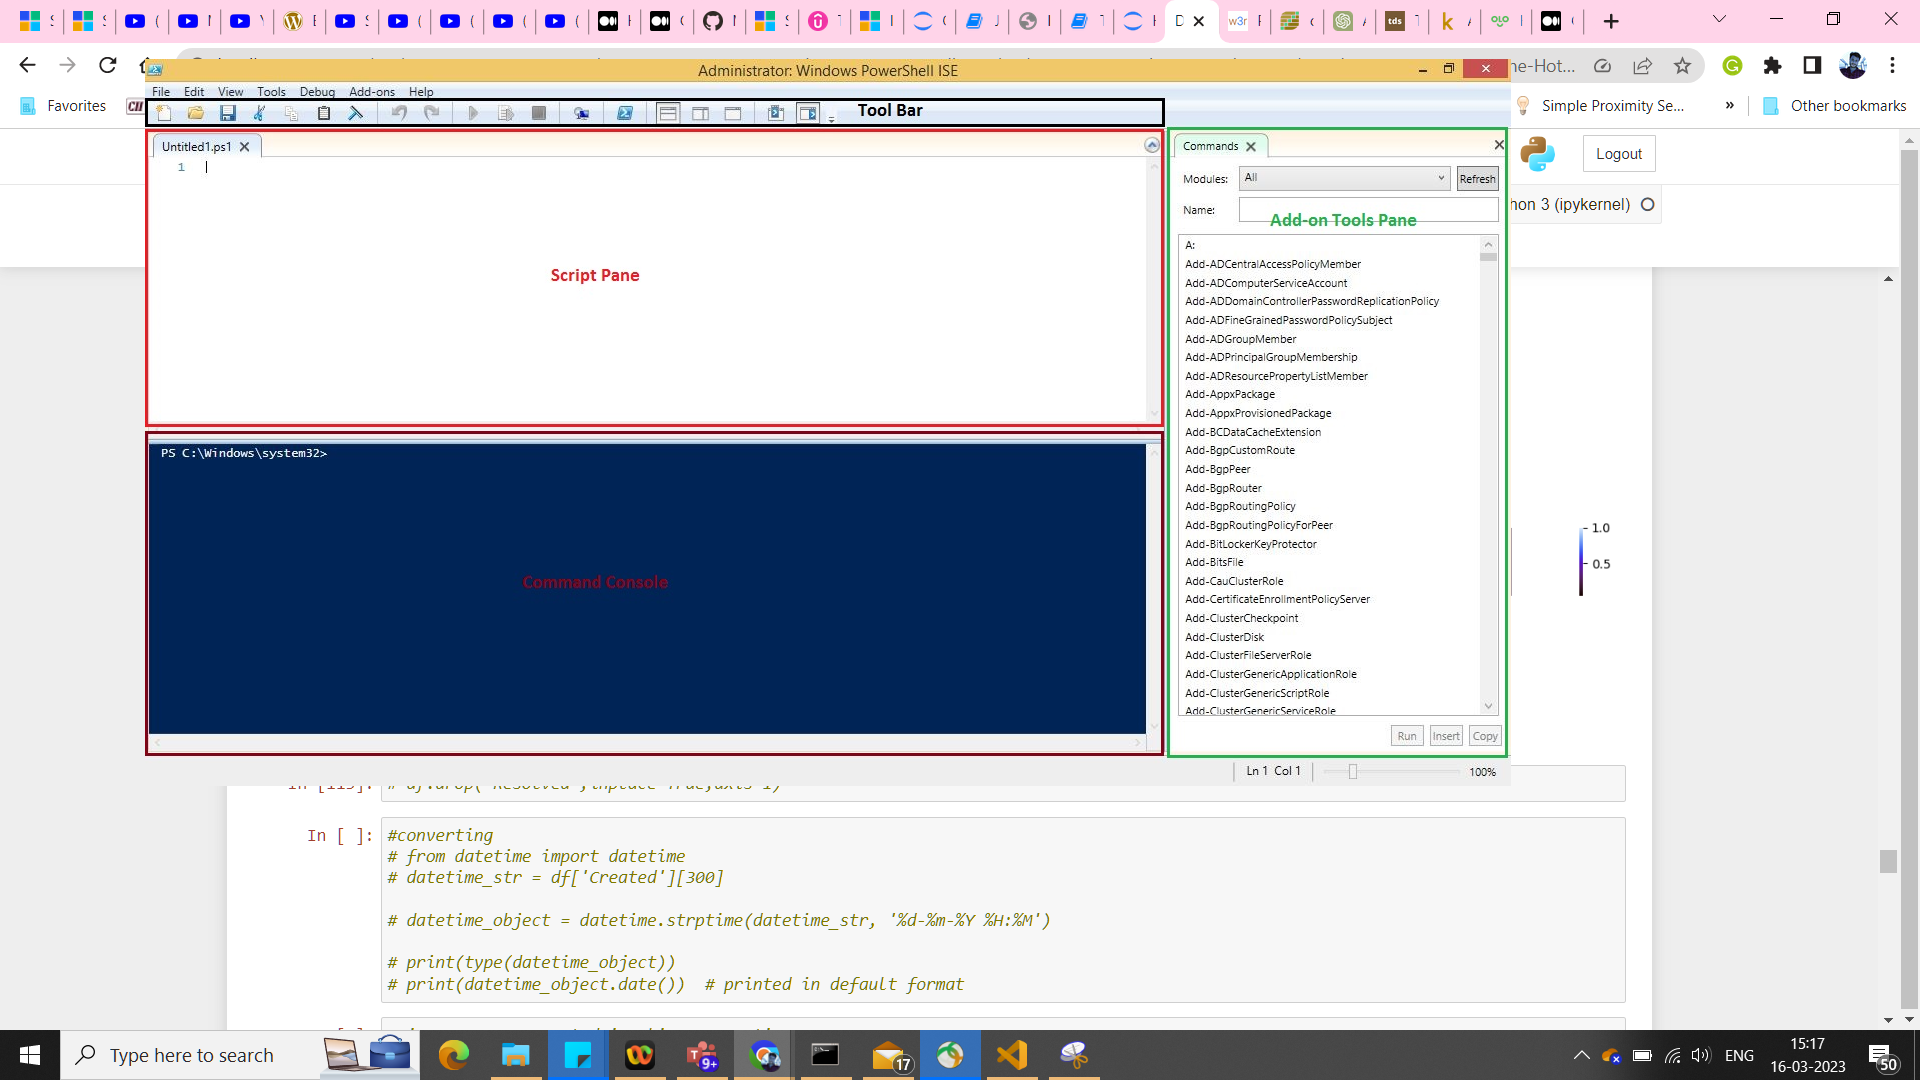 w3r
tds
Administrator: Windows PowerShell ISE
ne-Hot...
File Edit View Tools Debug Add-ons Help
Favorites
Simple Proximity Se...
»
Other bookmarks
Tool Bar
Untitled1.ps1
1
Commands
Logout
Modules: All Refresh
Name:
hon 3 (ipykernel)
Add-on Tools Pane
Script Pane
A:
Add-ADCentralAccessPolicyMember
Add-ADComputerServiceAccount
Add-ADDomainControllerPasswordReplicationPolicy
Add-ADFineGrainedPasswordPolicySubject
Add-ADGroupMember
Add-ADPrincipalGroupMembership
Add-ADResourcePropertyListMember
Add-AppxPackage
Add-AppxProvisionedPackage
Add-BCDataCacheExtension
Add-BgpCustomRoute
Add-BgpPeer
Add-BgpRouter
Add-BgpRoutingPolicy
Add-BgpRoutingPolicyForPeer
Add-BitLockerKeyProtector
Add-BitsFile
Add-CauClusterRole
Add-CertificateEnrollmentPolicyServer
Add-ClusterCheckpoint
Add-ClusterDisk
Add-ClusterFileServerRole
Add-ClusterGenericApplicationRole
Add-ClusterGenericScriptRole
Add-ClusterGenericServiceRole
Run Insert Copy
PS C:\Windows\system32>
Command Console
1.0
0.5
Ln 1 Col 1
100%
In [ ]:
#converting
# from datetime import datetime
# datetime_str = df['Created'][300]
# datetime_object = datetime.strptime(datetime_str, '%d-%m-%Y %H:%M')
# print(type(datetime_object))
# print(datetime_object.date()) # printed in default format
Type here to search
9+
17
ENG
15:17
16-03-2023
50